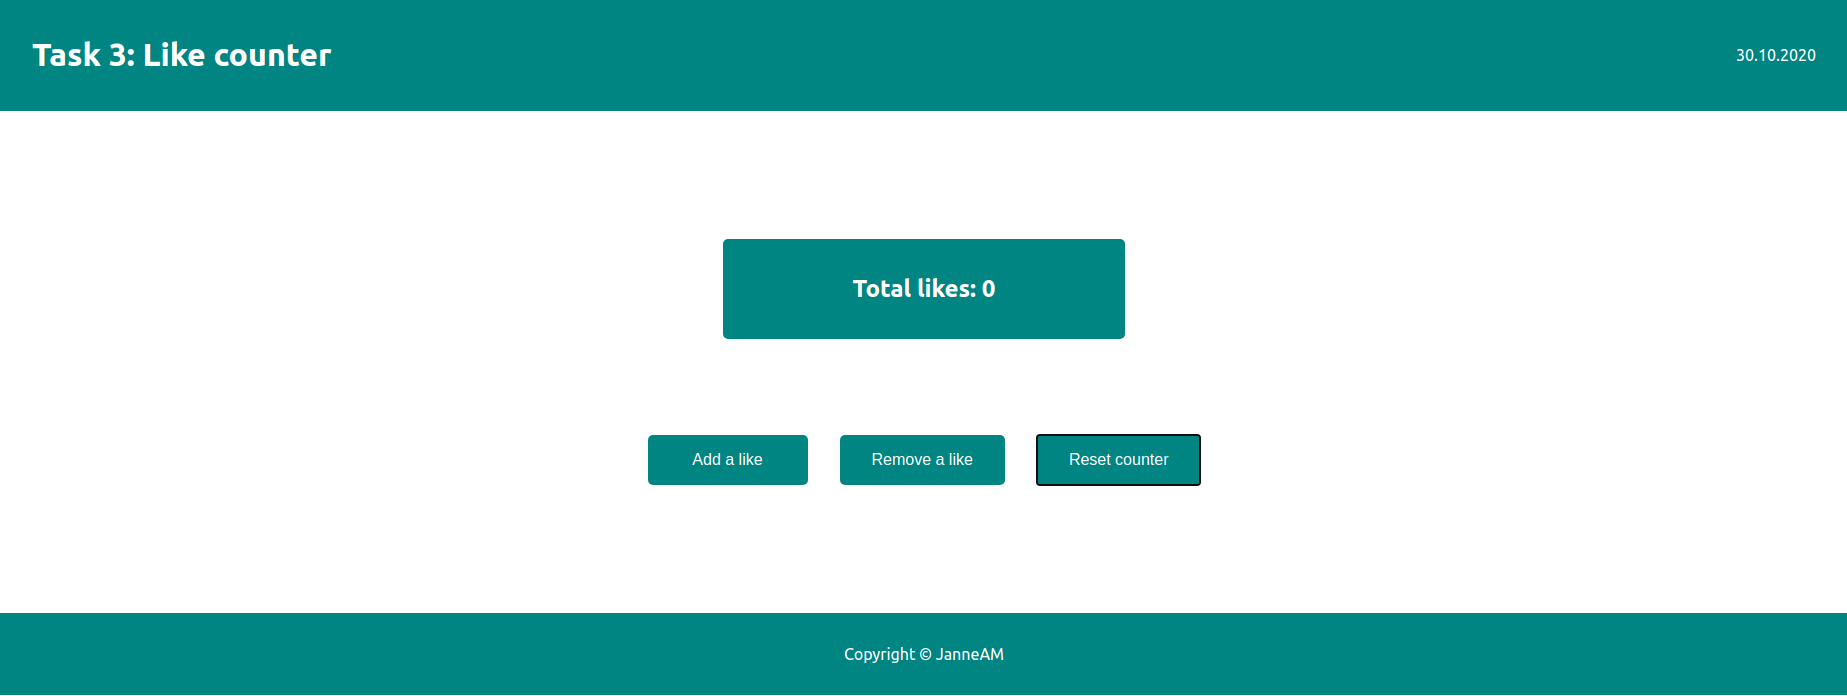 Task 3: Like counter
30.10.2020
Total likes: 0
Add a like
Remove a like
Reset counter
Copyright © JanneAM